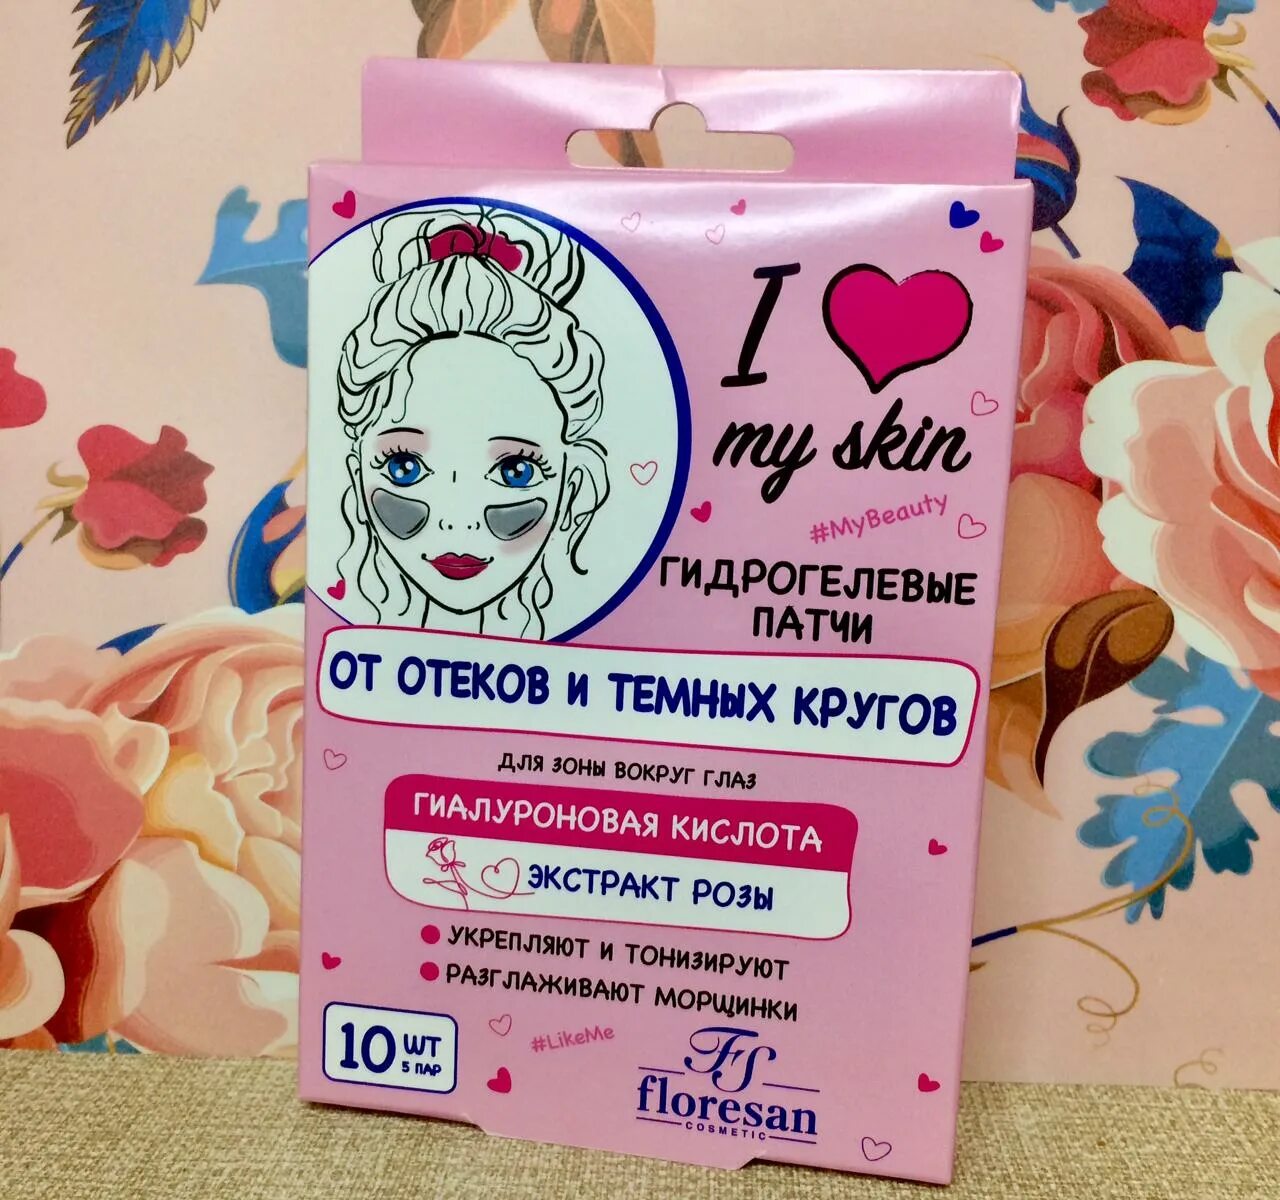 I ♥
my skin
#MyBeauty
ГИДРОГЕЛЕВЫЕ
ПАТЧИ
ОТ ОТЕКОВ И ТЕМНЫХ КРУГОВ
ДЛЯ ЗОНЫ ВОКРУГ ГЛАЗ
ГИАЛУРОНОВАЯ КИСЛОТА
ЭКСТРАКТ РОЗЫ
● УКРЕПЛЯЮТ И ТОНИЗИРУЮТ
● РАЗГЛАЖИВАЮТ МОРЩИНКИ
10 ШТ
5 ПАР
#LikeMe
FS
floresan
COSMETIC